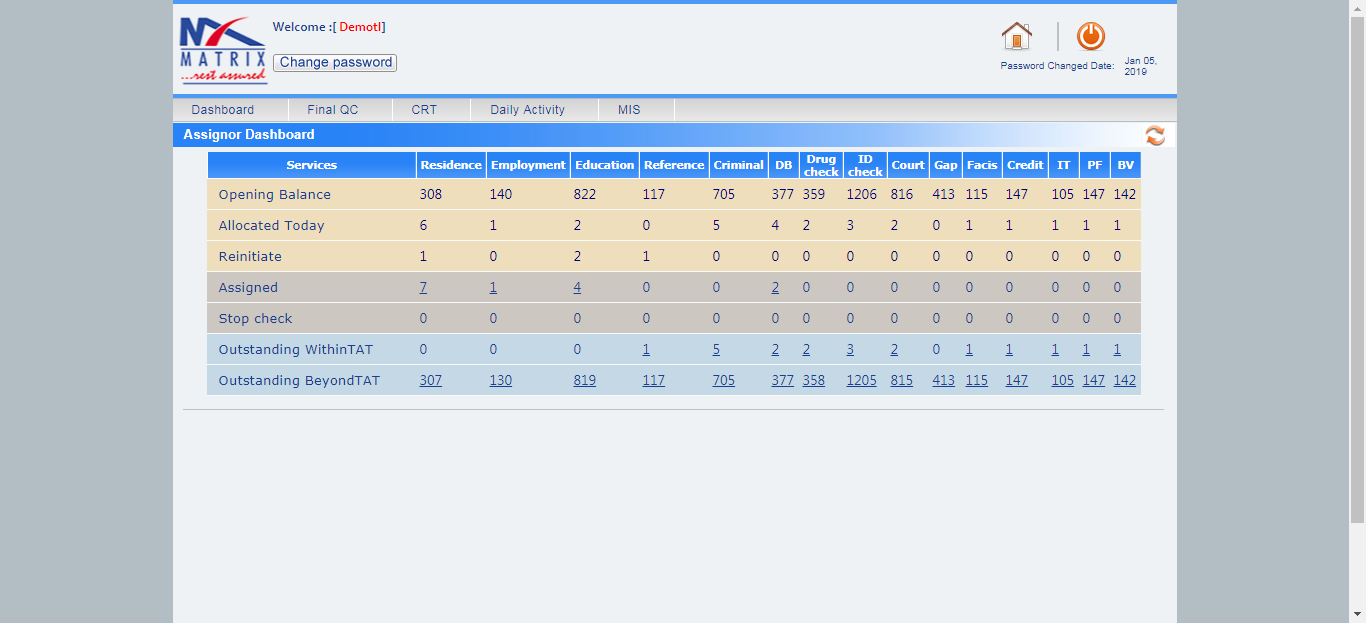 MATRIX
...rest assured
Welcome :[ Demotl]
Change password
Password Changed Date: Jan 05, 2019
Dashboard Final QC CRT Daily Activity MIS
Assignor Dashboard
Services Residence Employment Education Reference Criminal DB Drug check ID check Court Gap Facis Credit IT PF BV
Opening Balance 308 140 822 117 705 377 359 1206 816 413 115 147 105 147 142
Allocated Today 6 1 2 0 5 4 2 3 2 0 1 1 1 1 1
Reinitiate 1 0 2 1 0 0 0 0 0 0 0 0 0 0 0
Assigned 7 1 4 0 0 2 0 0 0 0 0 0 0 0 0
Stop check 0 0 0 0 0 0 0 0 0 0 0 0 0 0 0
Outstanding WithinTAT 0 0 0 1 5 2 2 3 2 0 1 1 1 1 1
Outstanding BeyondTAT 307 130 819 117 705 377 358 1205 815 413 115 147 105 147 142